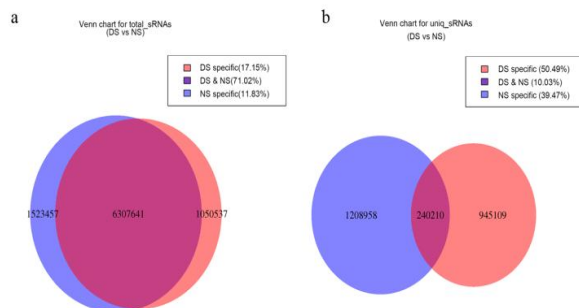 a
Venn chart for total_sRNAs
(DS vs NS)
DS specific(17.15%)
DS & NS(71.02%)
NS specific(11.83%)
1523457
6307641
1050537
b
Venn chart for uniq_sRNAs
(DS vs NS)
DS specific (50.49%)
DS & NS (10.03%)
NS specific (39.47%)
1208958
240210
945109